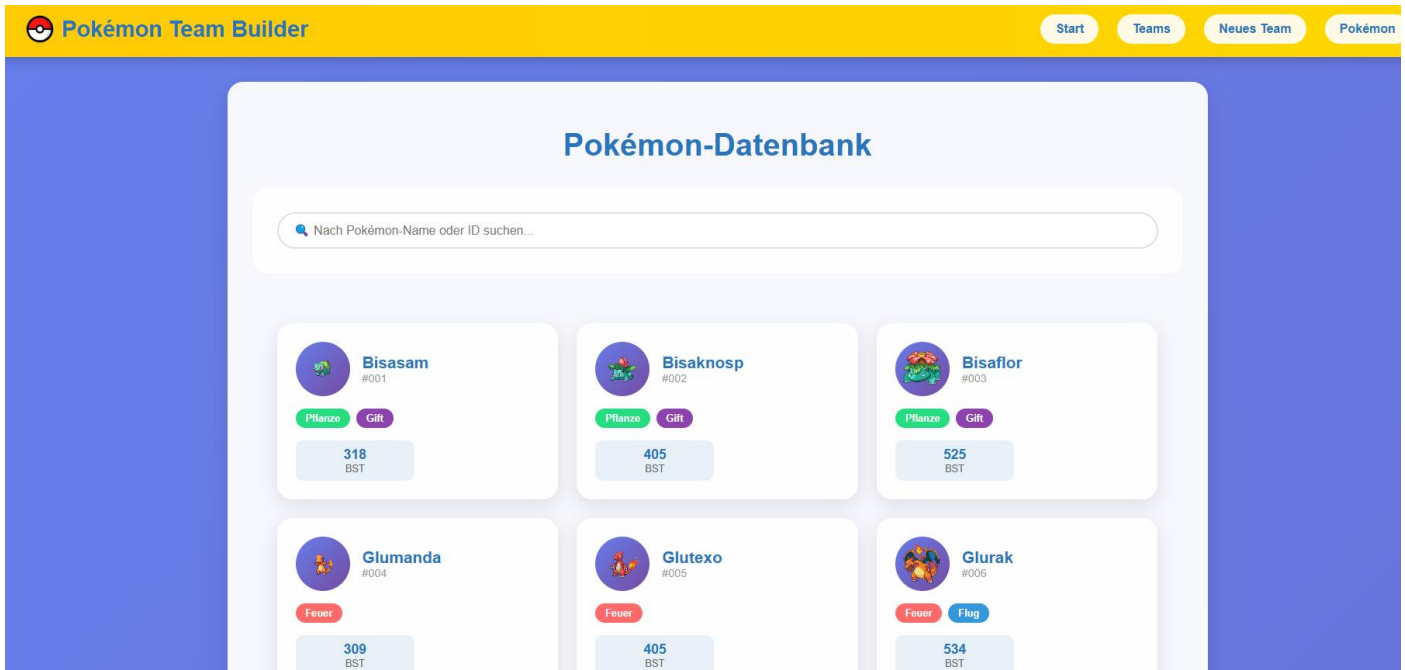 Pokémon Team Builder
Start Teams Neues Team Pokémon
Pokémon-Datenbank
Nach Pokémon-Name oder ID suchen...
Bisasam
#001
Pflanze Gift
318
BST
Bisaknosp
#002
Pflanze Gift
405
BST
Bisaflor
#003
Pflanze Gift
525
BST
Glumanda
#004
Feuer
309
BST
Glutexo
#005
Feuer
405
BST
Glurak
#006
Feuer Flug
534
BST